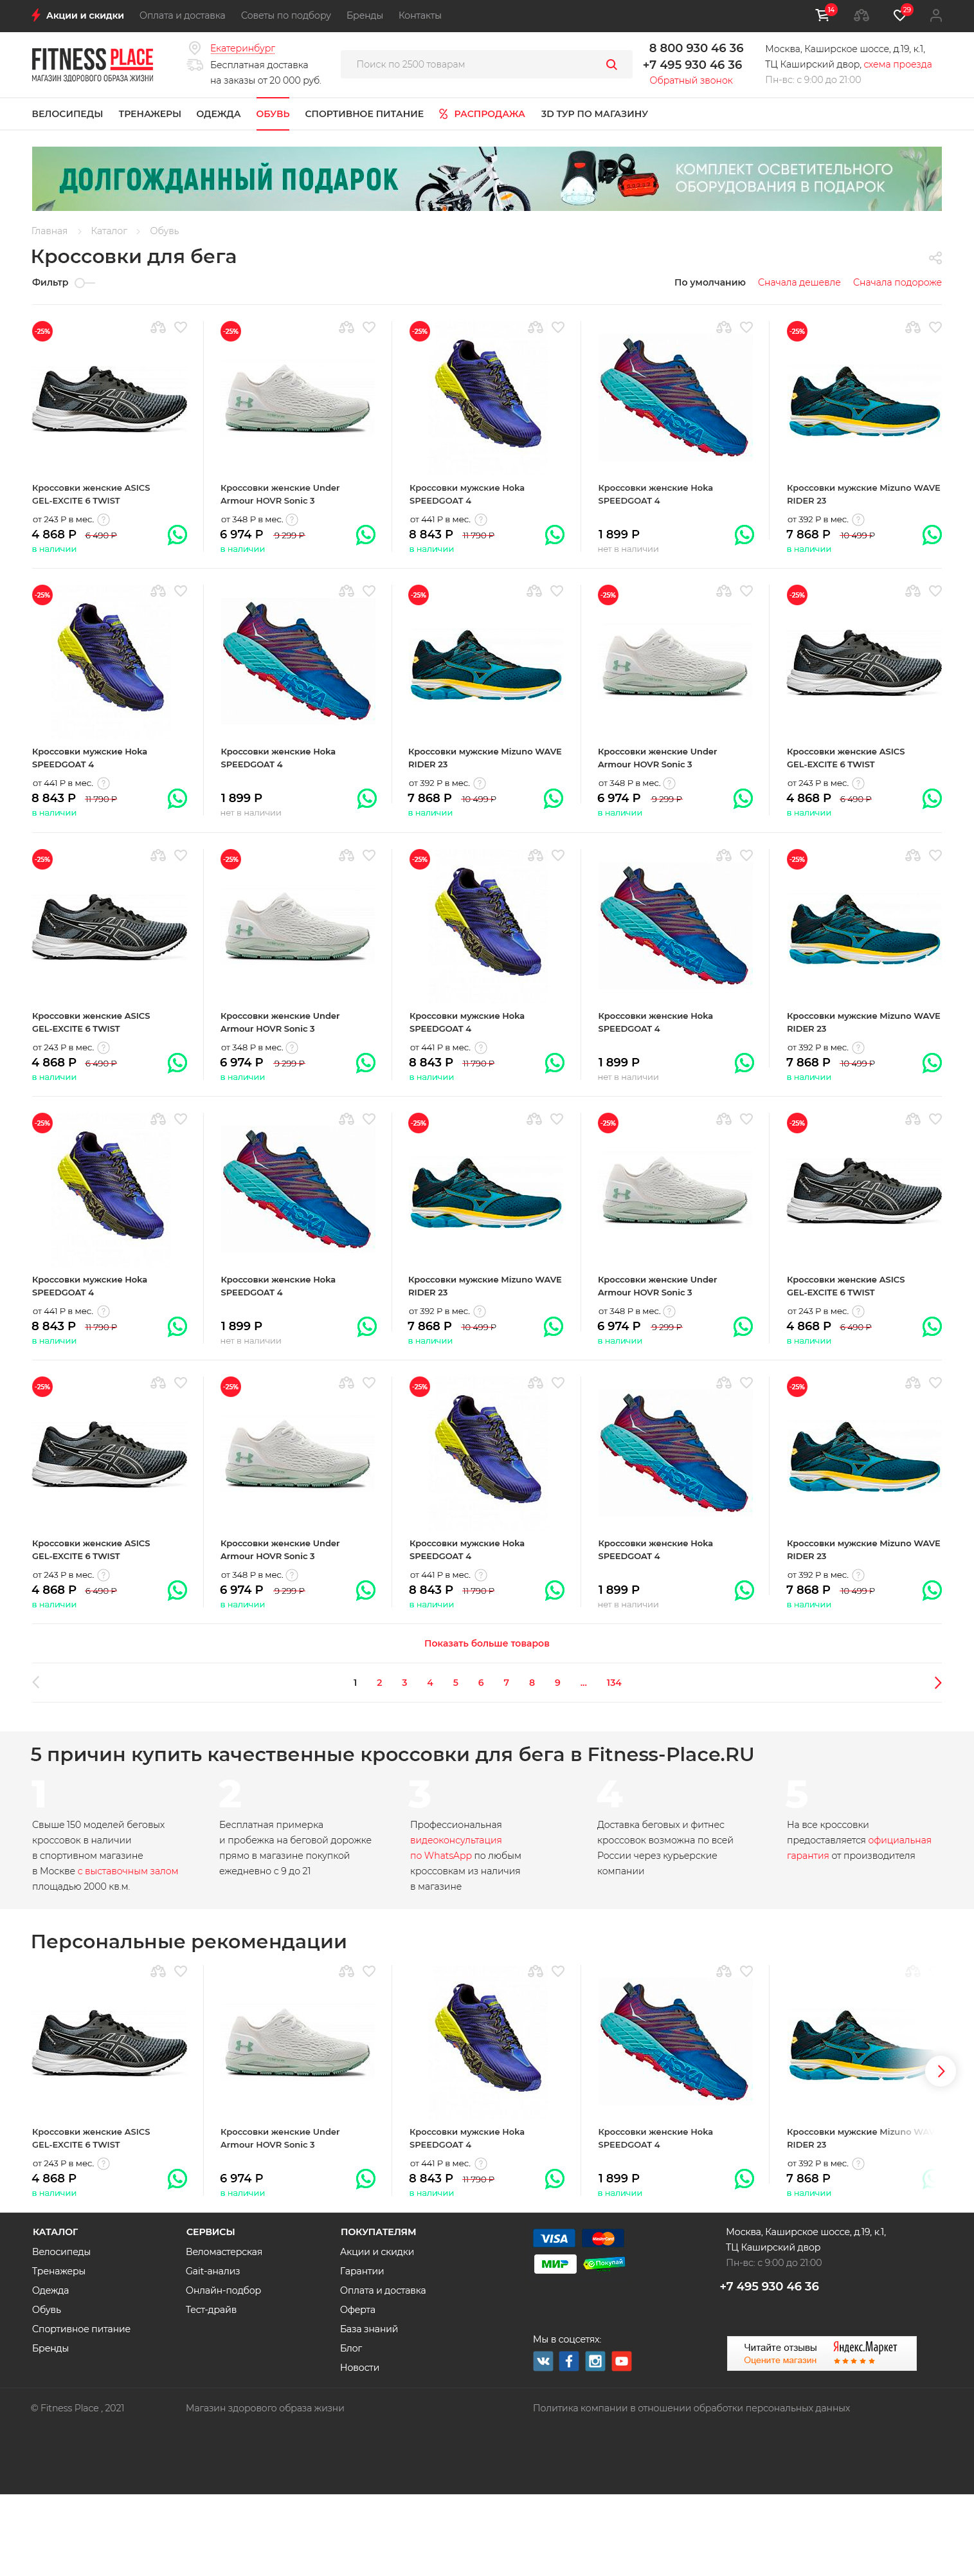 Акции и скидки Оплата и доставка Советы по подбору Бренды Контакты 14 29
FITNESS PLACE
МАГАЗИН ЗДОРОВОГО ОБРАЗА ЖИЗНИ
Екатеринбург
Бесплатная доставка
на заказы от 20 000 руб.
Поиск по 2500 товарам
8 800 930 46 36
+7 495 930 46 36
Обратный звонок
Москва, Каширское шоссе, д.19, к.1,
ТЦ Каширский двор, схема проезда
Пн-вс: с 9:00 до 21:00
ВЕЛОСИПЕДЫ ТРЕНАЖЕРЫ ОДЕЖДА ОБУВЬ СПОРТИВНОЕ ПИТАНИЕ % РАСПРОДАЖА 3D ТУР ПО МАГАЗИНУ
ДОЛГОЖДАННЫЙ ПОДАРОК
КОМПЛЕКТ ОСВЕТИТЕЛЬНОГО
ОБОРУДОВАНИЯ В ПОДАРОК
Главная Каталог Обувь
Кроссовки для бега
Фильтр По умолчанию Сначала дешевле Сначала подороже
-25% -25% -25% -25%
Кроссовки женские ASICS Кроссовки женские Under Кроссовки мужские Hoka Кроссовки женские Hoka Кроссовки мужские Mizuno WAVE
GEL-EXCITE 6 TWIST Armour HOVR Sonic 3 SPEEDGOAT 4 SPEEDGOAT 4 RIDER 23
от 243 Р в мес. ? от 348 Р в мес. ? от 441 Р в мес. ? от 392 Р в мес. ?
4 868 Р 6 490 Р 6 974 Р 9 299 Р 8 843 Р 11 790 Р 1 899 Р 7 868 Р 10 499 Р
в наличии в наличии в наличии нет в наличии в наличии
-25% -25% -25% -25%
Кроссовки мужские Hoka Кроссовки женские Hoka Кроссовки мужские Mizuno WAVE Кроссовки женские Under Кроссовки женские ASICS
SPEEDGOAT 4 SPEEDGOAT 4 RIDER 23 Armour HOVR Sonic 3 GEL-EXCITE 6 TWIST
от 441 Р в мес. ? от 392 Р в мес. ? от 348 Р в мес. ? от 243 Р в мес. ?
8 843 Р 11 790 Р 1 899 Р 7 868 Р 10 499 Р 6 974 Р 9 299 Р 4 868 Р 6 490 Р
в наличии нет в наличии в наличии в наличии в наличии
-25% -25% -25% -25%
Кроссовки женские ASICS Кроссовки женские Under Кроссовки мужские Hoka Кроссовки женские Hoka Кроссовки мужские Mizuno WAVE
GEL-EXCITE 6 TWIST Armour HOVR Sonic 3 SPEEDGOAT 4 SPEEDGOAT 4 RIDER 23
от 243 Р в мес. ? от 348 Р в мес. ? от 441 Р в мес. ? от 392 Р в мес. ?
4 868 Р 6 490 Р 6 974 Р 9 299 Р 8 843 Р 11 790 Р 1 899 Р 7 868 Р 10 499 Р
в наличии в наличии в наличии нет в наличии в наличии
-25% -25% -25% -25%
Кроссовки мужские Hoka Кроссовки женские Hoka Кроссовки мужские Mizuno WAVE Кроссовки женские Under Кроссовки женские ASICS
SPEEDGOAT 4 SPEEDGOAT 4 RIDER 23 Armour HOVR Sonic 3 GEL-EXCITE 6 TWIST
от 441 Р в мес. ? от 392 Р в мес. ? от 348 Р в мес. ? от 243 Р в мес. ?
8 843 Р 11 790 Р 1 899 Р 7 868 Р 10 499 Р 6 974 Р 9 299 Р 4 868 Р 6 490 Р
в наличии нет в наличии в наличии в наличии в наличии
-25% -25% -25% -25%
Кроссовки женские ASICS Кроссовки женские Under Кроссовки мужские Hoka Кроссовки женские Hoka Кроссовки мужские Mizuno WAVE
GEL-EXCITE 6 TWIST Armour HOVR Sonic 3 SPEEDGOAT 4 SPEEDGOAT 4 RIDER 23
от 243 Р в мес. ? от 348 Р в мес. ? от 441 Р в мес. ? от 392 Р в мес. ?
4 868 Р 6 490 Р 6 974 Р 9 299 Р 8 843 Р 11 790 Р 1 899 Р 7 868 Р 10 499 Р
в наличии в наличии в наличии нет в наличии в наличии
Показать больше товаров
1 2 3 4 5 6 7 8 9 ... 134
5 причин купить качественные кроссовки для бега в Fitness-Place.RU
1
Свыше 150 моделей беговых
кроссовок в наличии
в спортивном магазине
в Москве с выставочным залом
площадью 2000 кв.м.
2
Бесплатная примерка
и пробежка на беговой дорожке
прямо в магазине покупкой
ежедневно с 9 до 21
3
Профессиональная
видеоконсультация
по WhatsApp по любым
кроссовкам из наличия
в магазине
4
Доставка беговых и фитнес
кроссовок возможна по всей
России через курьерские
компании
5
На все кроссовки
предоставляется официальная
гарантия от производителя
Персональные рекомендации
Кроссовки женские ASICS Кроссовки женские Under Кроссовки мужские Hoka Кроссовки женские Hoka Кроссовки мужские Mizuno WAVE
GEL-EXCITE 6 TWIST Armour HOVR Sonic 3 SPEEDGOAT 4 SPEEDGOAT 4 RIDER 23
от 243 Р в мес. ? от 441 Р в мес. ? от 392 Р в мес. ?
4 868 Р 6 974 Р 8 843 Р 11 790 Р 1 899 Р 7 868 Р
в наличии в наличии в наличии в наличии в наличии
КАТАЛОГ
Велосипеды
Тренажеры
Одежда
Обувь
Спортивное питание
Бренды
СЕРВИСЫ
Веломастерская
Gait-анализ
Онлайн-подбор
Тест-драйв
ПОКУПАТЕЛЯМ
Акции и скидки
Гарантии
Оплата и доставка
Оферта
База знаний
Блог
Новости
VISA MasterCard
МИР Покупай
Мы в соцсетях:
Москва, Каширское шоссе, д.19, к.1,
ТЦ Каширский двор
Пн-вс: с 9:00 до 21:00
+7 495 930 46 36
Читайте отзывы Яндекс.Маркет
Оцените магазин
© Fitness Place , 2021 Магазин здорового образа жизни Политика компании в отношении обработки персональных данных